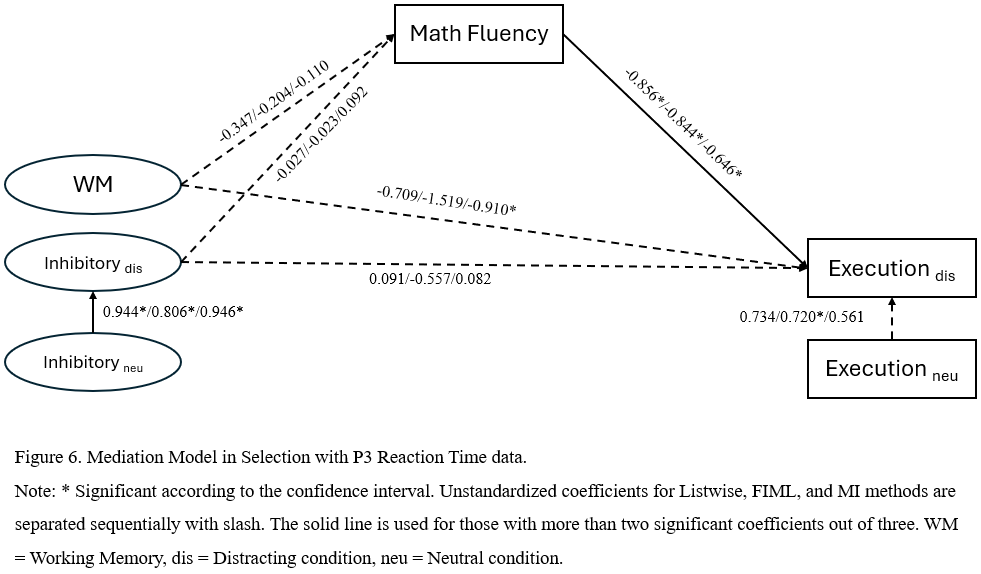 Math Fluency
-0.347/-0.204/-0.110
-0.027/-0.023/0.092
-0.856*/-0.844*/-0.646*
WM
-0.709/-1.519/-0.910*
Inhibitory dis
0.091/-0.557/0.082
Execution dis
0.944*/0.806*/0.946*
0.734/0.720*/0.561
Inhibitory neu
Execution neu
Figure 6. Mediation Model in Selection with P3 Reaction Time data.
Note: * Significant according to the confidence interval. Unstandardized coefficients for Listwise, FIML, and MI methods are
separated sequentially with slash. The solid line is used for those with more than two significant coefficients out of three. WM
= Working Memory, dis = Distracting condition, neu = Neutral condition.